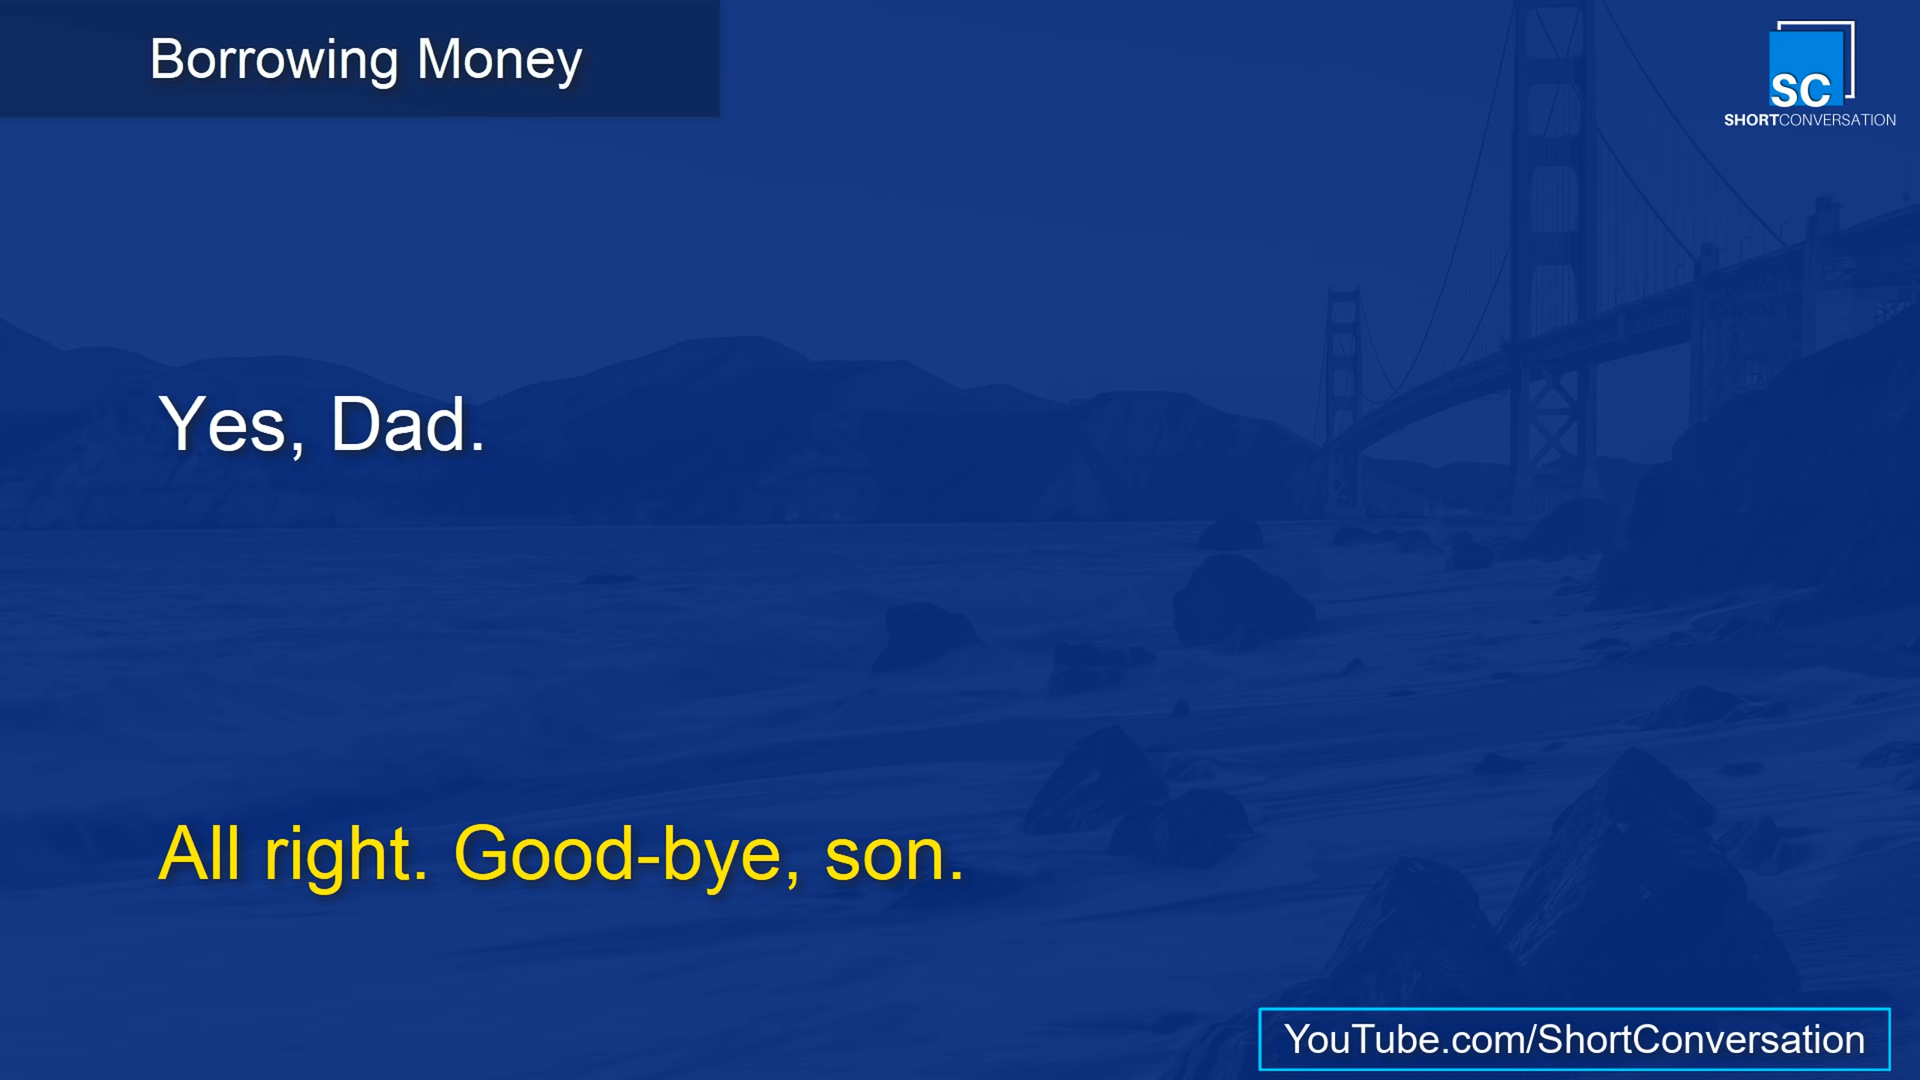 Borrowing Money
SC
SHORTCONVERSATION
Yes, Dad.
All right. Good-bye, son.
YouTube.com/ShortConversation